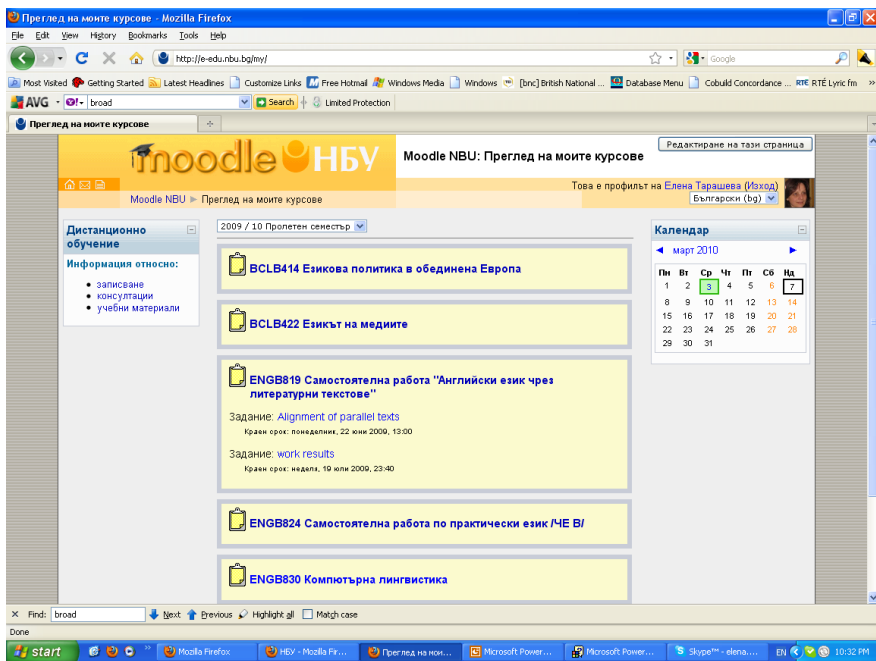 Преглед на моите курсове - Mozilla Firefox
File Edit View History Bookmarks Tools Help
http://e-edu.nbu.bg/my/
Google
Most Visited Getting Started Latest Headlines Customize Links Free Hotmail Windows Media Windows [bnc] British National ... Database Menu Cobuild Concordance ... RTÉ RTÉ Lyric fm »
AVG broad Search Limited Protection
Преглед на моите курсове
moodle НБУ
Moodle NBU: Преглед на моите курсове
Редактиране на тази страница
Това е профилът на Елена Тарашева (Изход)
Moodle NBU ► Преглед на моите курсове
Български (bg)
Дистанционно обучение
Информация относно:
записване
консултации
учебни материали
2009 / 10 Пролетен семестър
BCLB414 Езикова политика в обединена Европа
BCLB422 Езикът на медиите
ENGB819 Самостоятелна работа "Английски език чрез
литературни текстове"
Задание: Alignment of parallel texts
Краен срок: понеделник, 22 юни 2009, 13:00
Задание: work results
Краен срок: неделя, 19 юли 2009, 23:40
ENGB824 Самостоятелна работа по практически език /ЧЕ В/
ENGB830 Компютърна лингвистика
Календар
◄ март 2010 ►
Пн Вт Ср Чт Пт Сб Нд
1 2 3 4 5 6 7
8 9 10 11 12 13 14
15 16 17 18 19 20 21
22 23 24 25 26 27 28
29 30 31
× Find: broad Next Previous Highlight all Match case
Done
start » Mozilla Firefox НБУ - Mozilla Fir... Преглед на мои... Microsoft Power... Microsoft Power... Skype™ - elena.... EN 10:32 PM